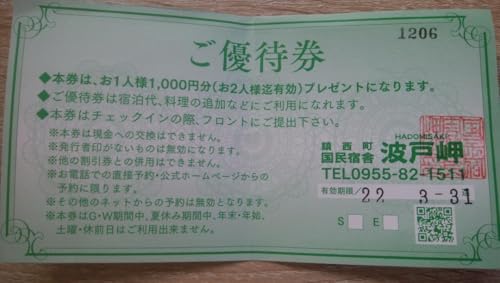 1206
ご優待券
◆本券は、お1人様1,000円分(お2人様迄有効)プレゼントになります。
◆ご優待券は宿泊代、料理の追加などにご利用になれます。
◆本券はチェックインの際、フロントにご提出下さい。
※本券は現金への交換はできません。
※発行者印がないものは無効になります。
※他の割引券との併用はできません。
※お電話での直接予約・公式ホームページからの
予約に限ります。
※その他のネットからの予約は無効となります。
※本券はG・W期間中、夏休み期間中、年末・年始、
土曜・休前日はご利用出来ません。
HADOMISAKI
鎮西町
国民宿舎 波戸岬
TEL0955-82-1511
有効期限/ 22 3-31
S E